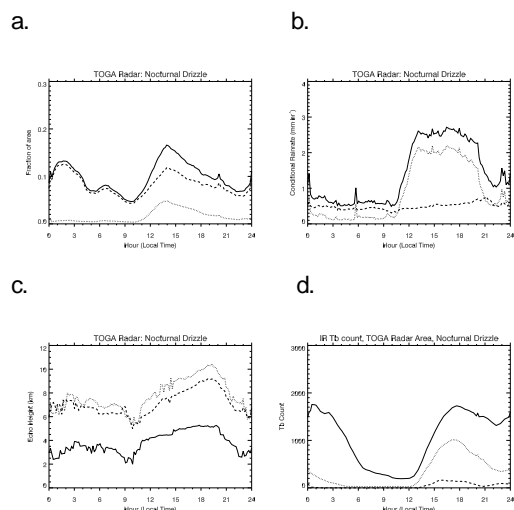 a.
b.
TOGA Radar: Nocturnal Drizzle
Fraction of area
0.3
0.2
0.1
0.0
0 3 6 9 12 15 18 21 24
Hour (Local Time)
TOGA Radar: Nocturnal Drizzle
Conditional Rainrate (mm hr⁻¹)
4
3
2
1
0
0 3 6 9 12 15 18 21 24
Hour (Local Time)
c.
d.
TOGA Radar: Nocturnal Drizzle
Echo Height (km)
12
10
8
6
4
2
0
0 3 6 9 12 15 18 21 24
Hour (Local Time)
IR Tb count, TOGA Radar Area, Nocturnal Drizzle
Tb Count
3000
2000
1000
0
0 3 6 9 12 15 18 21 24
Hour (Local Time)